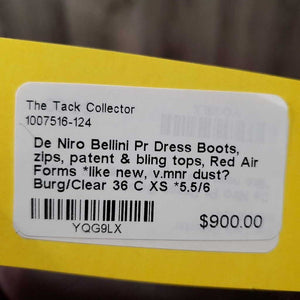 The Tack Collector
1007516-124
De Niro Bellini Pr Dress Boots,
zips, patent & bling tops, Red Air
Forms *like new, v.mnr dust?
Burg/Clear 36 C XS *5.5/6
$900.00
YQG9LX